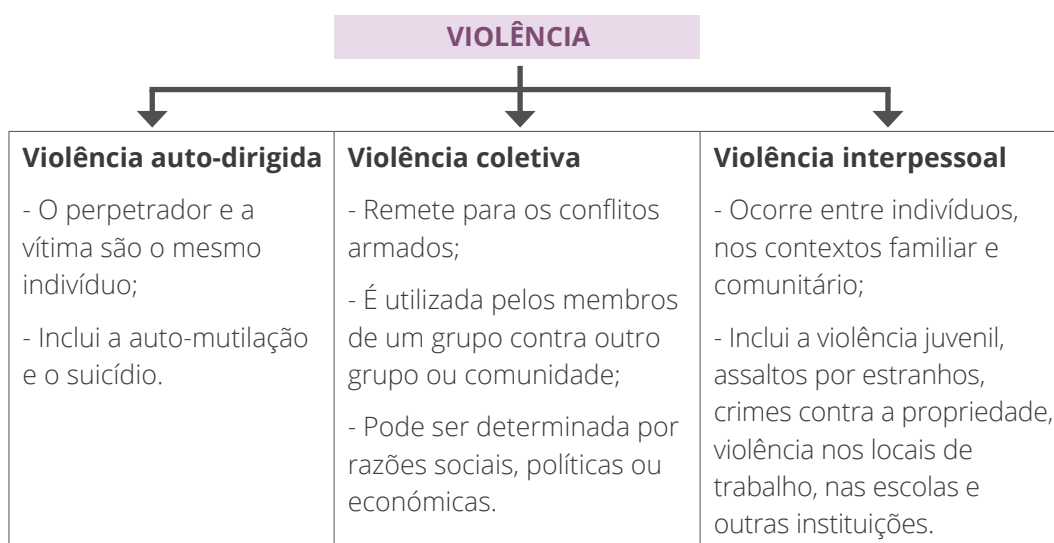 VIOLÊNCIA
Violência auto-dirigida
- O perpetrador e a
vítima são o mesmo
indivíduo;
- Inclui a auto-mutilação
e o suicídio.
Violência coletiva
- Remete para os conflitos
armados;
- É utilizada pelos membros
de um grupo contra outro
grupo ou comunidade;
- Pode ser determinada por
razões sociais, políticas ou
económicas.
Violência interpessoal
- Ocorre entre indivíduos,
nos contextos familiar e
comunitário;
- Inclui a violência juvenil,
assaltos por estranhos,
crimes contra a propriedade,
violência nos locais de
trabalho, nas escolas e
outras instituições.